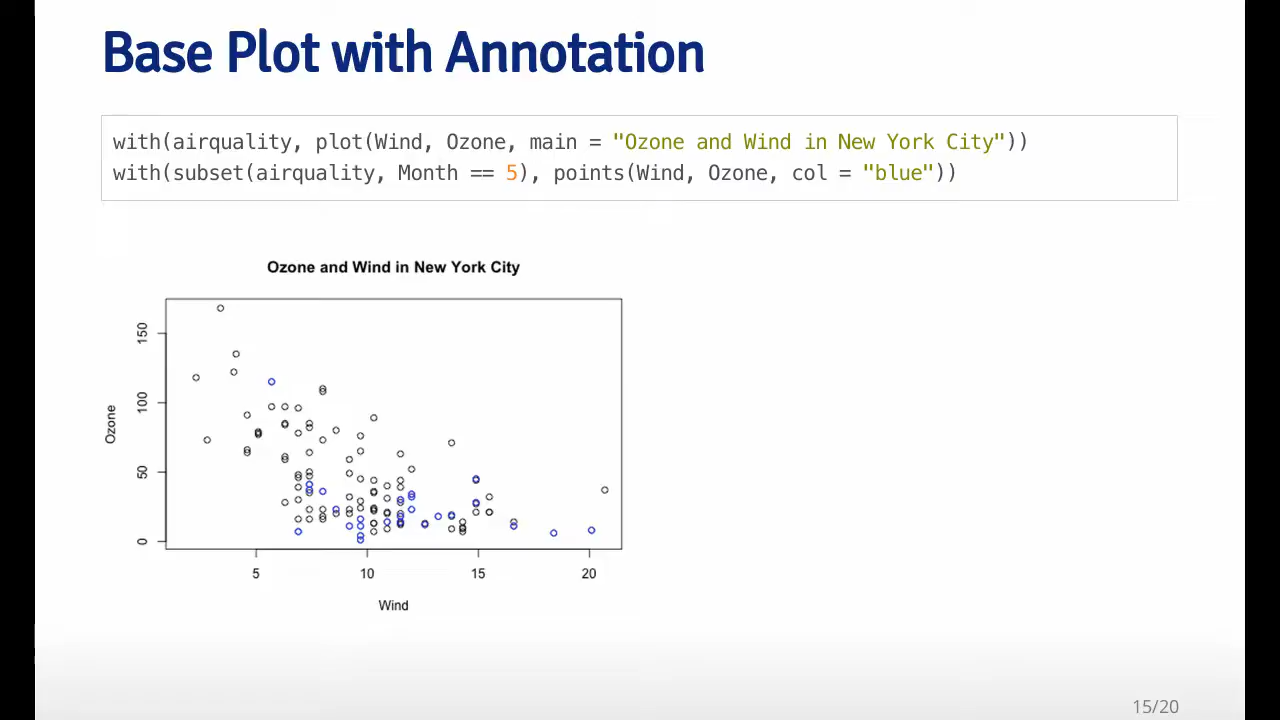 Base Plot with Annotation
with(airquality, plot(Wind, Ozone, main = "Ozone and Wind in New York City"))
with(subset(airquality, Month == 5), points(Wind, Ozone, col = "blue"))
Ozone and Wind in New York City
150
100
50
0
Ozone
5 10 15 20
Wind
15/20